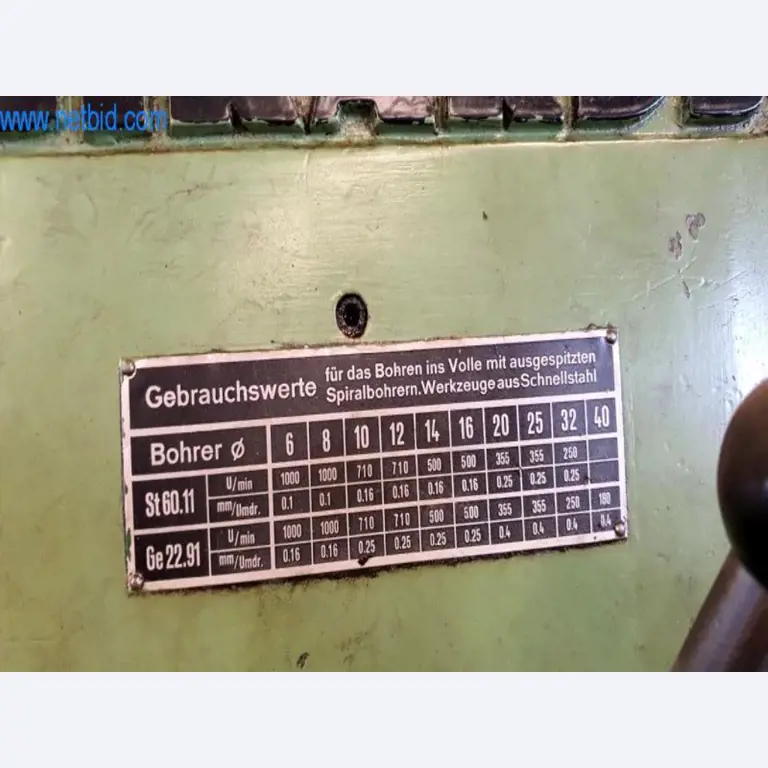 www.netbid.com
Gebrauchswerte für das Bohren ins Volle mit ausgespitzten
Spiralbohrern.Werkzeuge aus Schnellstahl
Bohrer ø 6 8 10 12 14 16 20 25 32 40
St60.11 U/min 1000 1000 710 710 500 500 355 355 250
mm/Umdr. 0.1 0.1 0.16 0.16 0.16 0.16 0.25 0.25 0.25
Ge22.91 U/min 1000 1000 710 710 500 500 355 355 250 180
mm/Umdr. 0.16 0.16 0.25 0.25 0.25 0.25 0.4 0.4 0.4 0.4